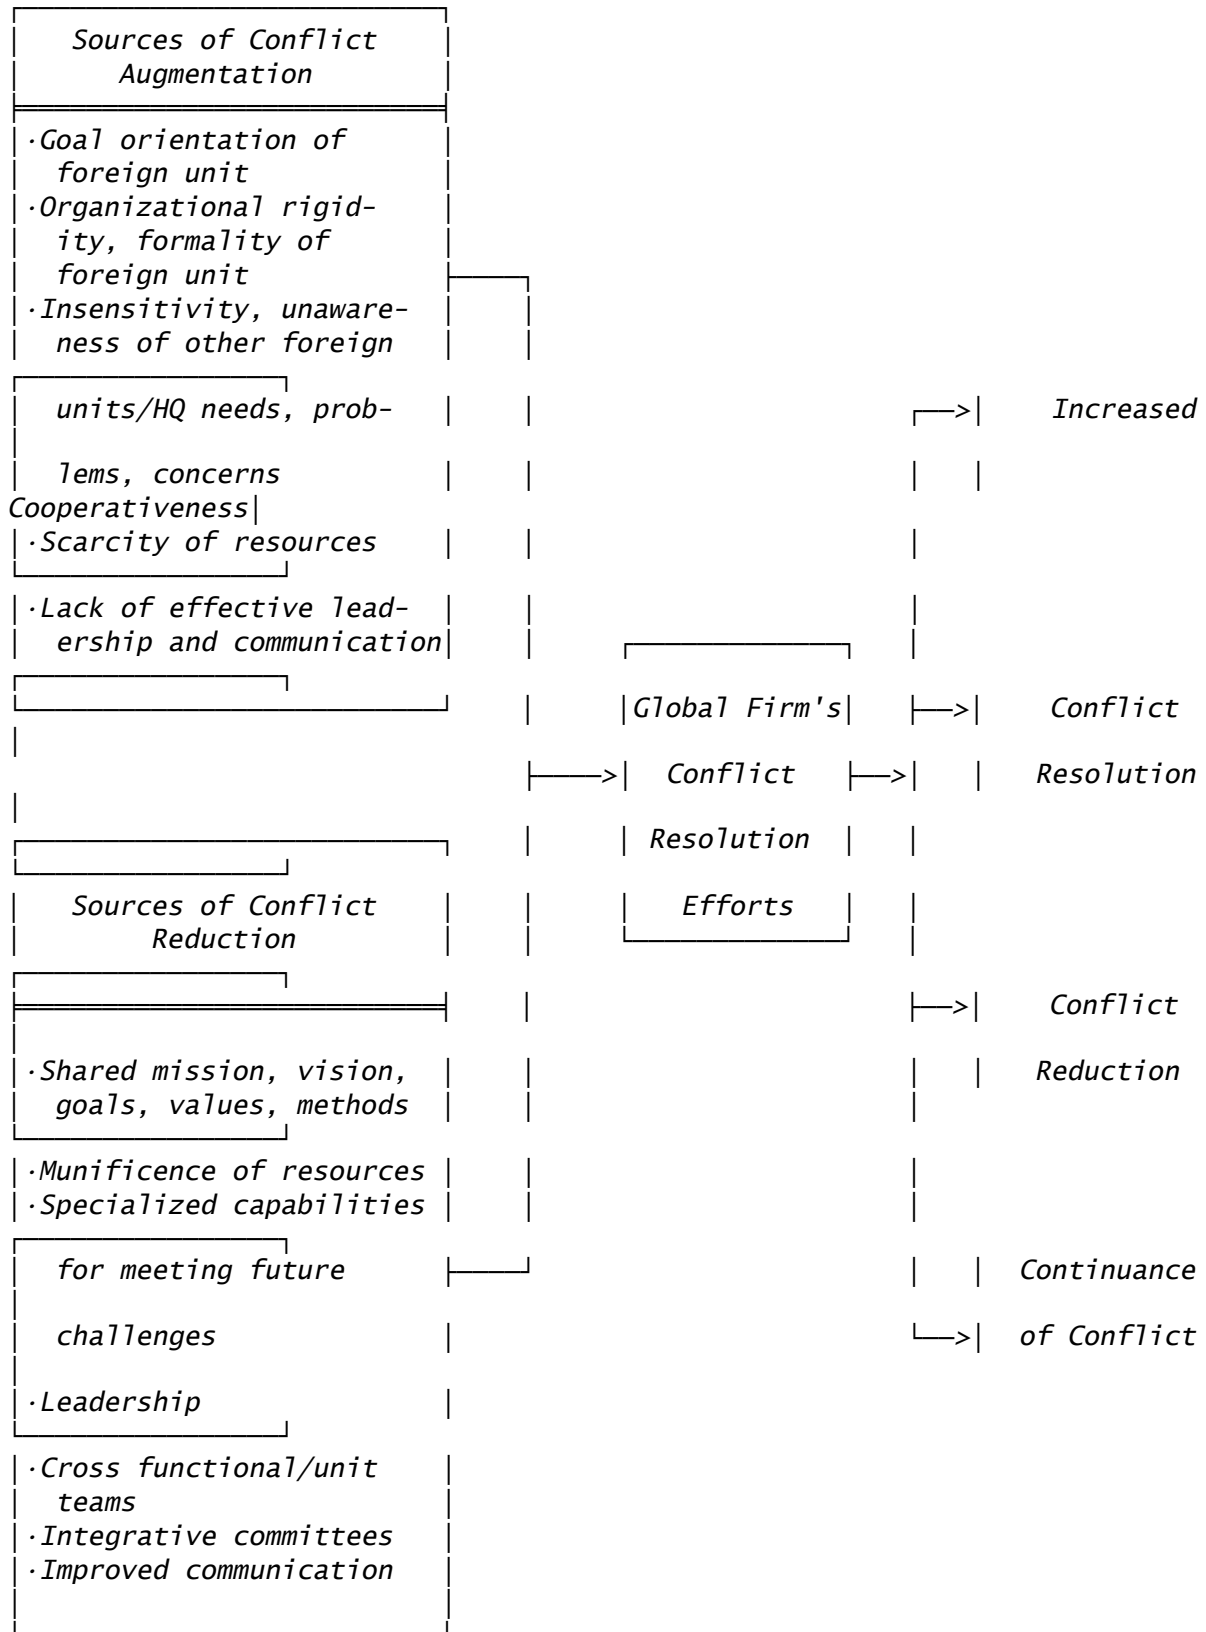 Sources of Conflict
Augmentation
·Goal orientation of
foreign unit
·Organizational rigid-
ity, formality of
foreign unit
·Insensitivity, unaware-
ness of other foreign
units/HQ needs, prob- Increased
lems, concerns
Cooperativeness
·Scarcity of resources
·Lack of effective lead-
ership and communication
Global Firm's Conflict
Conflict Resolution
Resolution
Sources of Conflict Efforts
Reduction
Conflict
·Shared mission, vision, Reduction
goals, values, methods
·Munificence of resources
·Specialized capabilities
for meeting future Continuance
challenges of Conflict
·Leadership
·Cross functional/unit
teams
·Integrative committees
·Improved communication